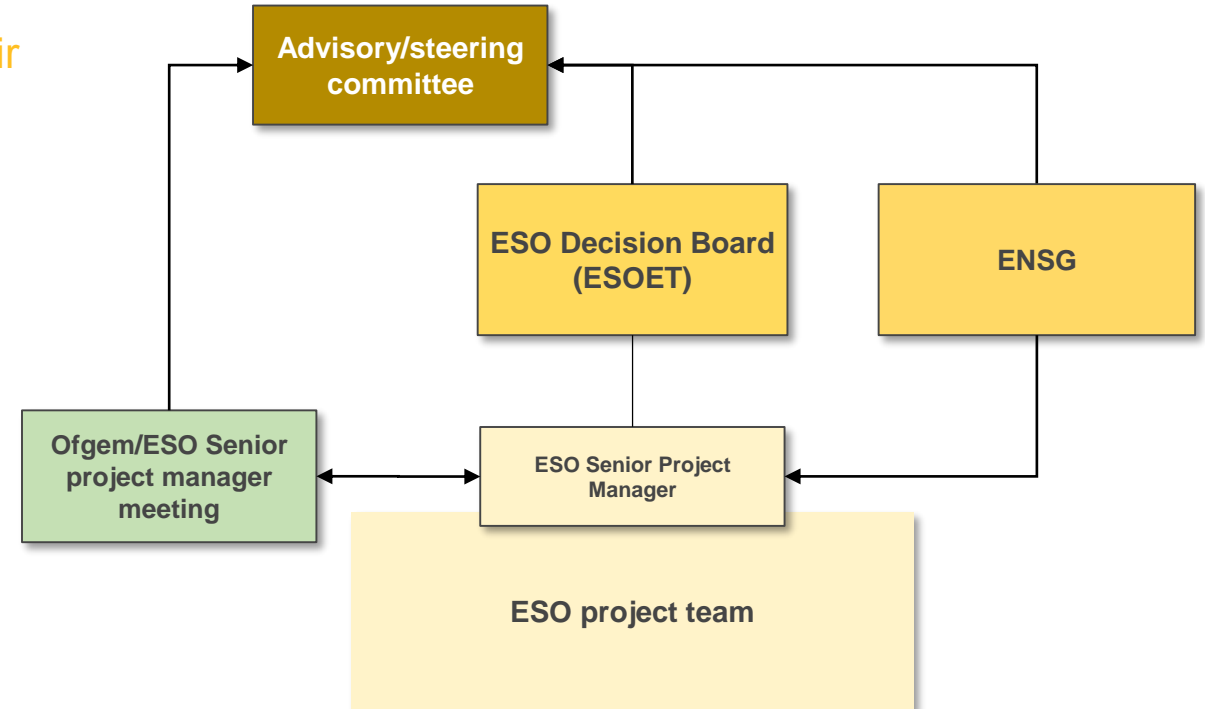 ir
Advisory/steering
committee
ESO Decision Board
(ESOET)
ENSG
Ofgem/ESO Senior
project manager
meeting
ESO Senior Project
Manager
ESO project team